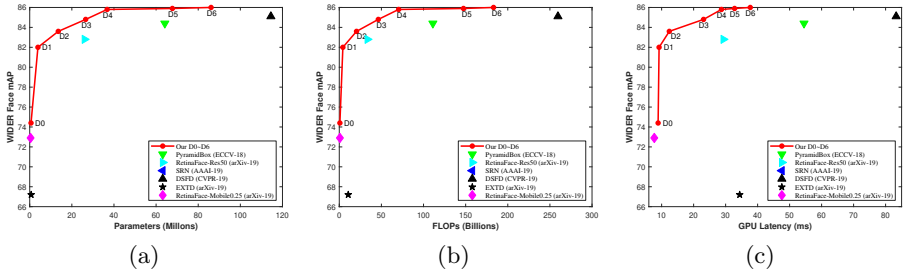 86
84
82
80
78
76
74
72
70
68
66
WIDER Face mAP
D0
D1
D2
D3
D4
D5
D6
Our D0~D6
PyramidBox (ECCV-18)
RetinaFace-Res50 (arXiv-19)
SRN (AAAI-19)
DSFD (CVPR-19)
EXTD (arXiv-19)
RetinaFace-Mobile0.25 (arXiv-19)
0 20 40 60 80 100 120 140
Parameters (Millons)
(a)
86
84
82
80
78
76
74
72
70
68
66
WIDER Face mAP
D0
D1
D2
D3
D4
D5
D6
Our D0~D6
PyramidBox (ECCV-18)
RetinaFace-Res50 (arXiv-19)
SRN (AAAI-19)
DSFD (CVPR-19)
EXTD (arXiv-19)
RetinaFace-Mobile0.25 (arXiv-19)
0 50 100 150 200 250 300
FLOPs (Billions)
(b)
86
84
82
80
78
76
74
72
70
68
66
WIDER Face mAP
D0
D1
D2
D3
D4
D5
D6
Our D0~D6
PyramidBox (ECCV-18)
RetinaFace-Res50 (arXiv-19)
SRN (AAAI-19)
DSFD (CVPR-19)
EXTD (arXiv-19)
RetinaFace-Mobile0.25 (arXiv-19)
10 20 30 40 50 60 70 80
GPU Latency (ms)
(c)